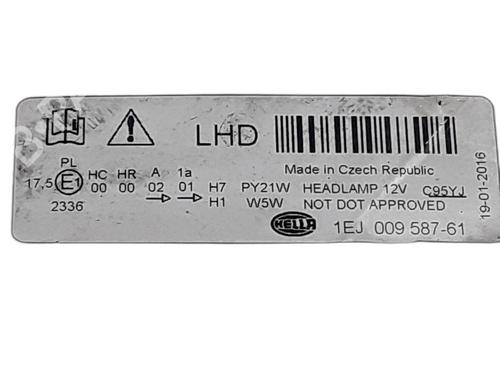 LHD
Made in Czech Republic
PL HC HR A 1a
17,5 E1 00 00 02 01 H7 PY21W HEADLAMP 12V C95YJ
2336 H1 W5W NOT DOT APPROVED
HELLA 1EJ 009 587-61
19-01-2016